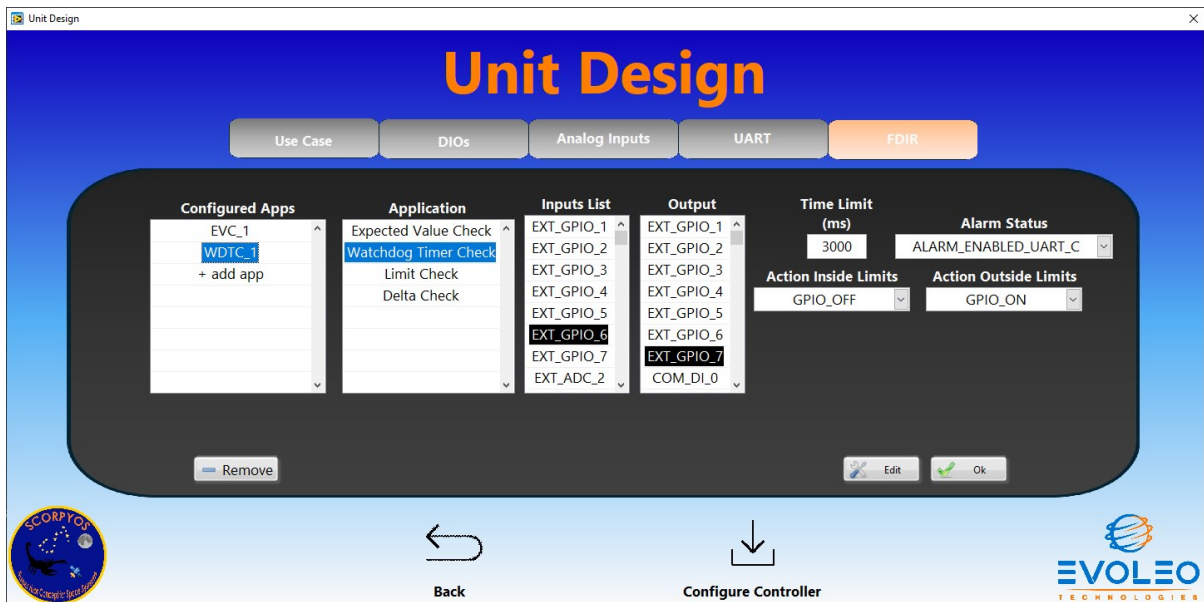 Unit Design
Unit Design
Use Case
DIOs
Analog Inputs
UART
FDIR
Configured Apps
EVC_1
WDTC_1
+ add app
Application
Expected Value Check
Watchdog Timer Check
Limit Check
Delta Check
Inputs List
EXT_GPIO_1
EXT_GPIO_2
EXT_GPIO_3
EXT_GPIO_4
EXT_GPIO_5
EXT_GPIO_6
EXT_GPIO_7
EXT_ADC_2
Output
EXT_GPIO_1
EXT_GPIO_2
EXT_GPIO_3
EXT_GPIO_4
EXT_GPIO_5
EXT_GPIO_6
EXT_GPIO_7
COM_DI_0
Time Limit
(ms)
3000
Alarm Status
ALARM_ENABLED_UART_C
Action Inside Limits
GPIO_OFF
Action Outside Limits
GPIO_ON
Remove
Edit
Ok
SCORPYOS
Back
Configure Controller
EVOLEO
TECHNOLOGIES